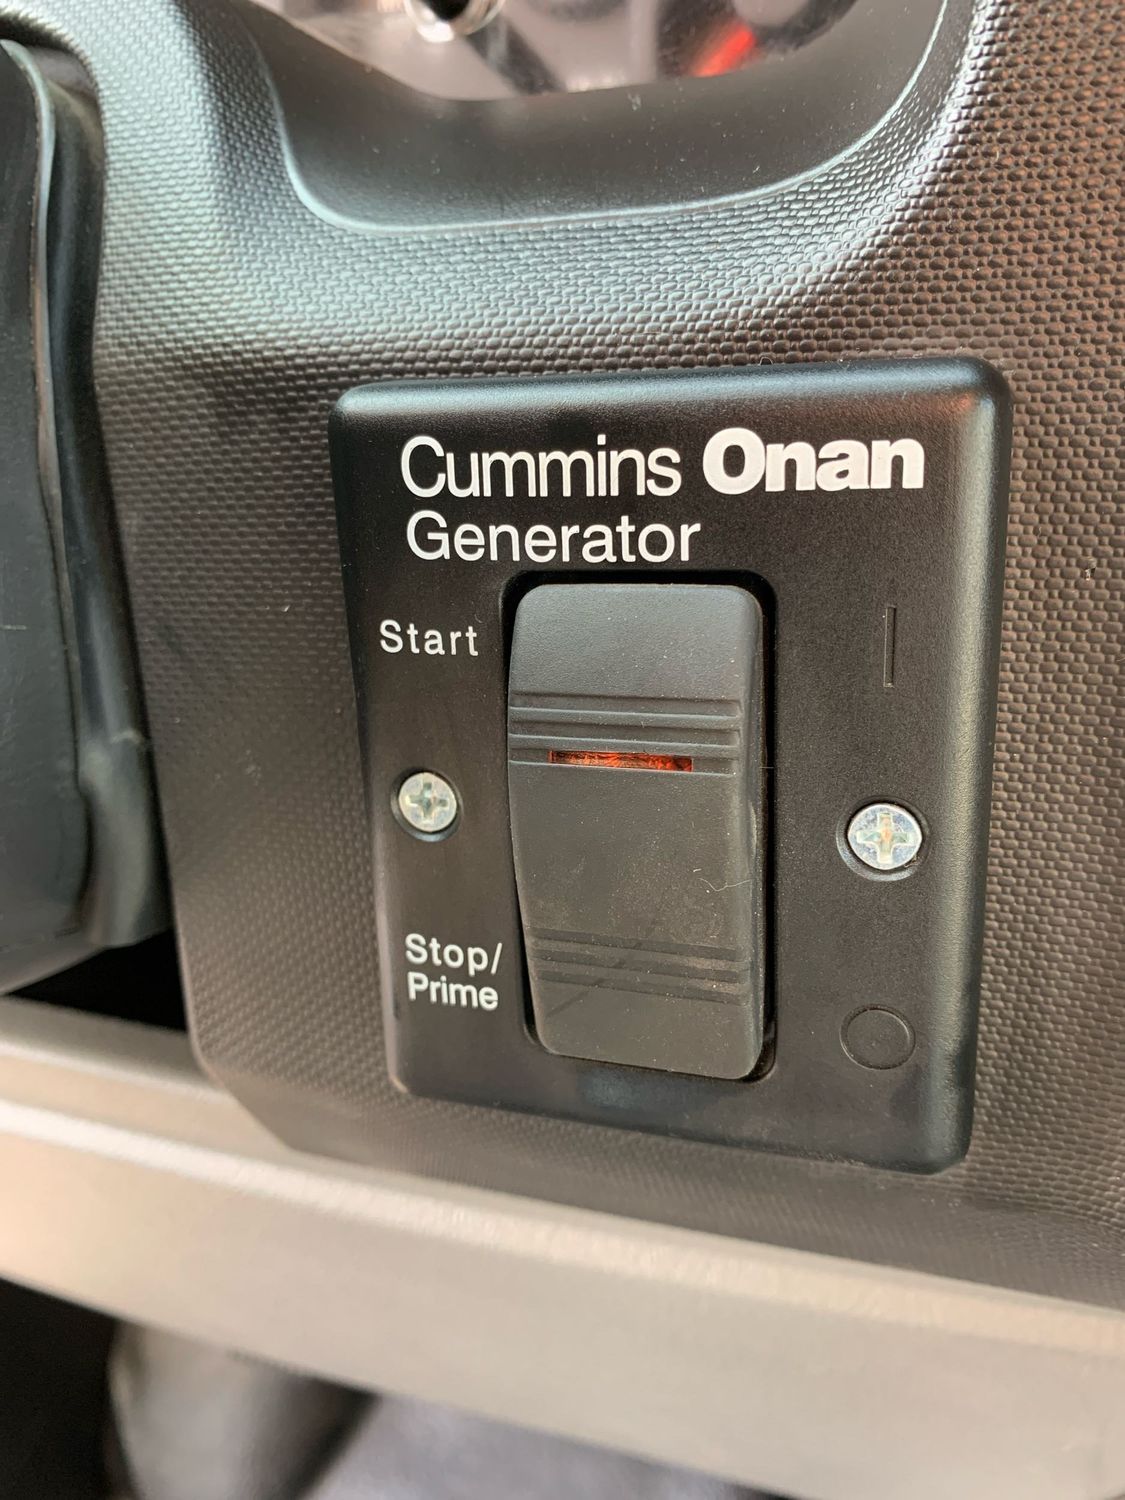 Cummins Onan
Generator
Start
Stop/
Prime